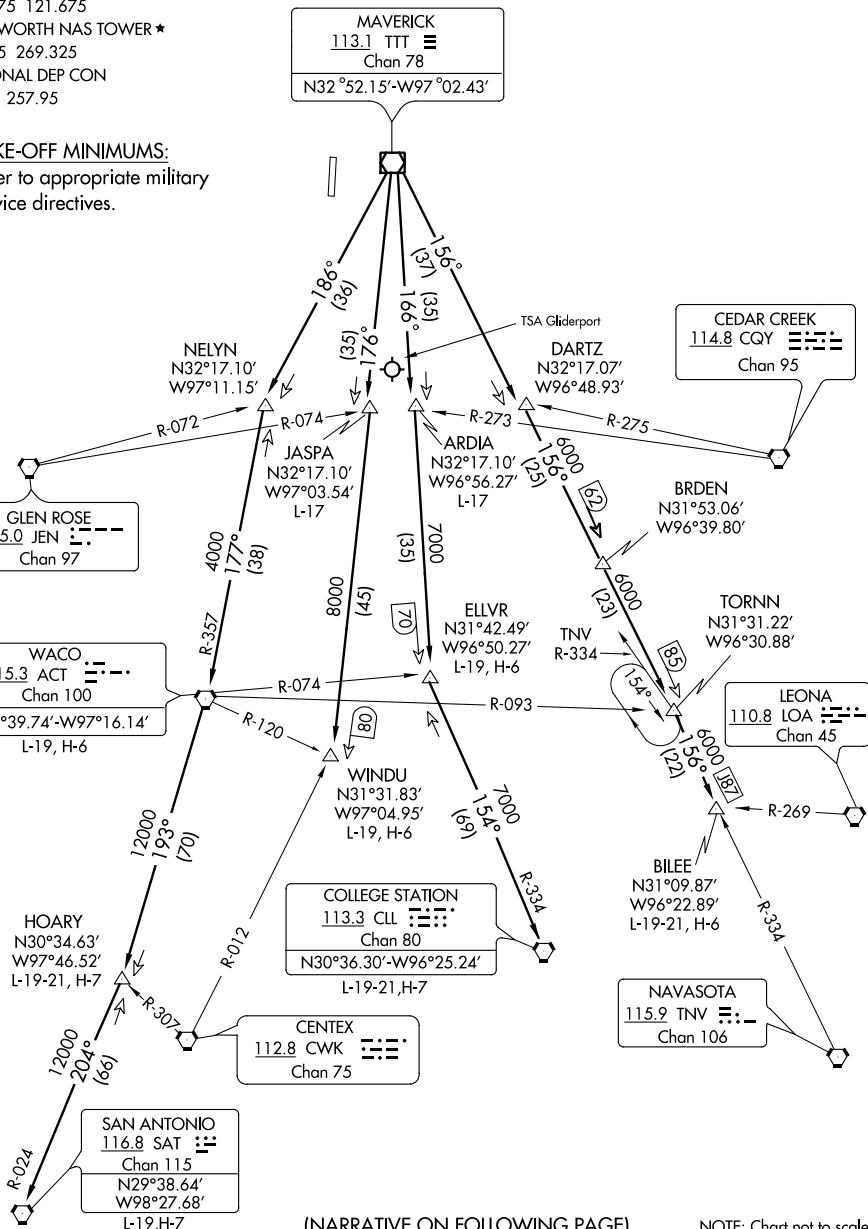 75 121.675
WORTH NAS TOWER ★
5 269.325
ONAL DEP CON
257.95
KE-OFF MINIMUMS:
er to appropriate military
vice directives.
MAVERICK
113.1 TTT
Chan 78
N32°52.15'-W97°02.43'
186°
(36)
(35)
176°
(35)
166°
156°
(37)
TSA Gliderport
NELYN
N32°17.10'
W97°11.15'
DARTZ
N32°17.07'
W96°48.93'
CEDAR CREEK
114.8 CQY
Chan 95
R-072
R-074
R-273
R-275
JASPA
N32°17.10'
W97°03.54'
L-17
ARDIA
N32°17.10'
W96°56.27'
L-17
6000
156°
(25)
62
GLEN ROSE
5.0 JEN
Chan 97
BRDEN
N31°53.06'
W96°39.80'
4000
177°
(38)
R-357
8000
(45)
7000
(35)
70
ELLVR
N31°42.49'
W96°50.27'
L-19, H-6
6000
(23)
TORNN
N31°31.22'
W96°30.88'
TNV
R-334
85
154°
WACO
15.3 ACT
Chan 100
°39.74'-W97°16.14'
L-19, H-6
R-074
R-093
R-120
80
WINDU
N31°31.83'
W97°04.95'
L-19, H-6
LEONA
110.8 LOA
Chan 45
6000
156°
(22)
J87
R-269
BILEE
N31°09.87'
W96°22.89'
L-19-21, H-6
7000
154°
(69)
R-334
12000
193°
(70)
COLLEGE STATION
113.3 CLL
Chan 80
N30°36.30'-W96°25.24'
L-19-21,H-7
R-334
HOARY
N30°34.63'
W97°46.52'
L-19-21, H-7
R-012
R-307
CENTEX
112.8 CWK
Chan 75
NAVASOTA
115.9 TNV
Chan 106
12000
204°
(66)
R-024
SAN ANTONIO
116.8 SAT
Chan 115
N29°38.64'
W98°27.68'
L-19,H-7
(NARRATIVE ON FOLLOWING PAGE)
NOTE: Chart not to scale